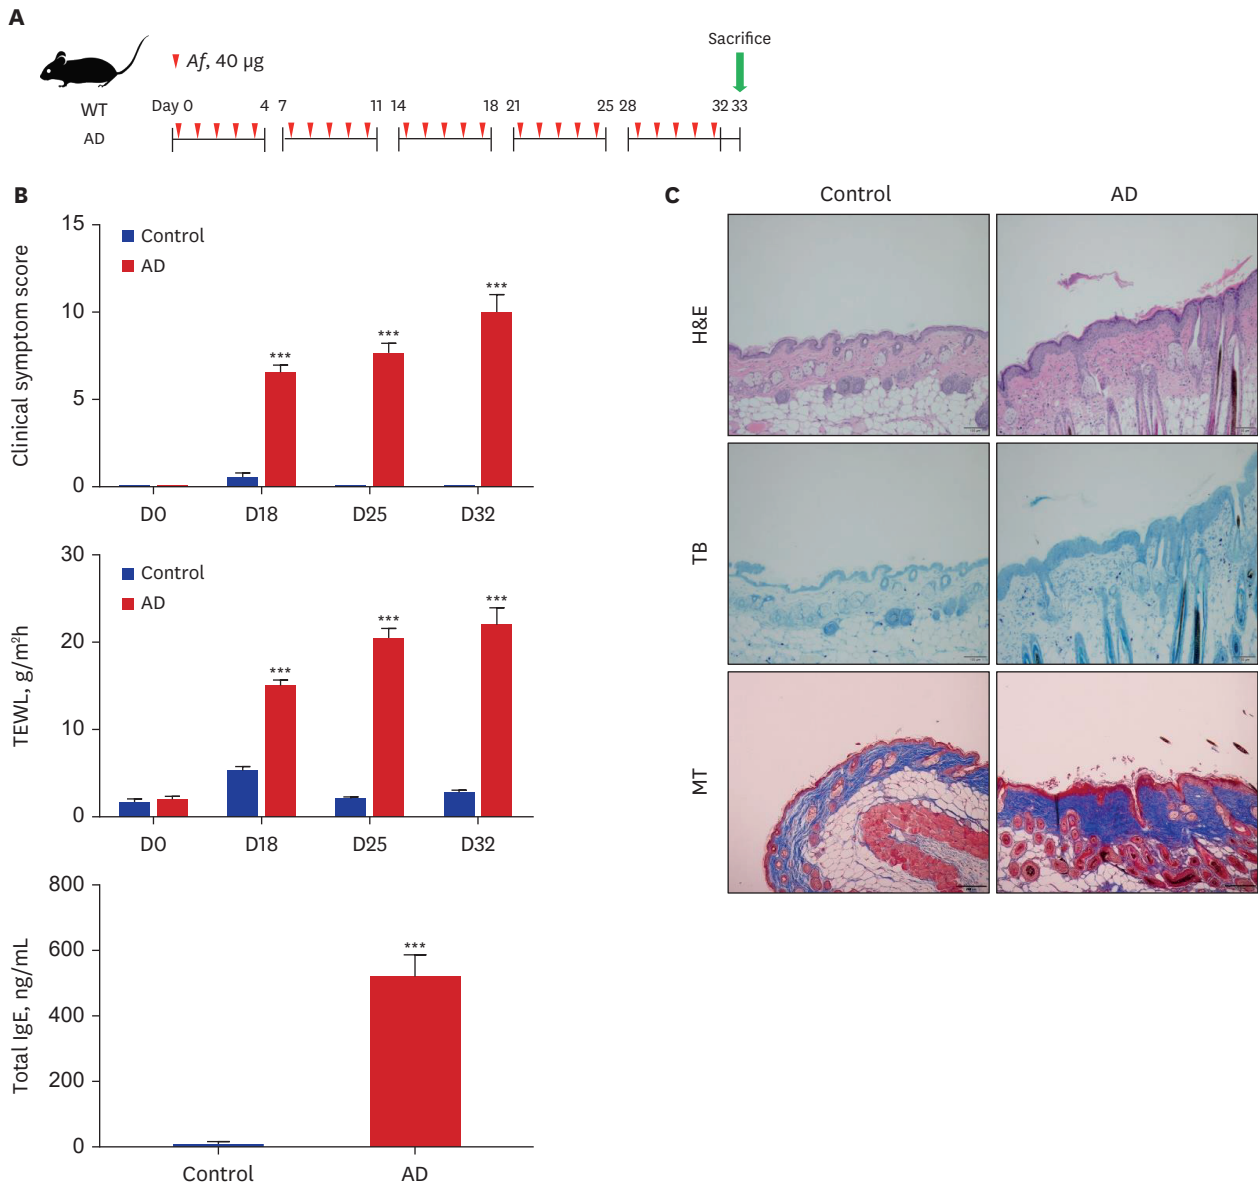 A
Sacrifice
Af, 40 µg
WT
Day 0 4 7 11 14 18 21 25 28 32 33
AD
B
15
10
5
0
Clinical symptom score
Control
AD
***
***
***
D0 D18 D25 D32
30
20
10
0
TEWL, g/m²h
Control
AD
***
***
***
D0 D18 D25 D32
800
600
400
200
0
Total IgE, ng/mL
***
Control AD
C
Control AD
H&E
TB
MT